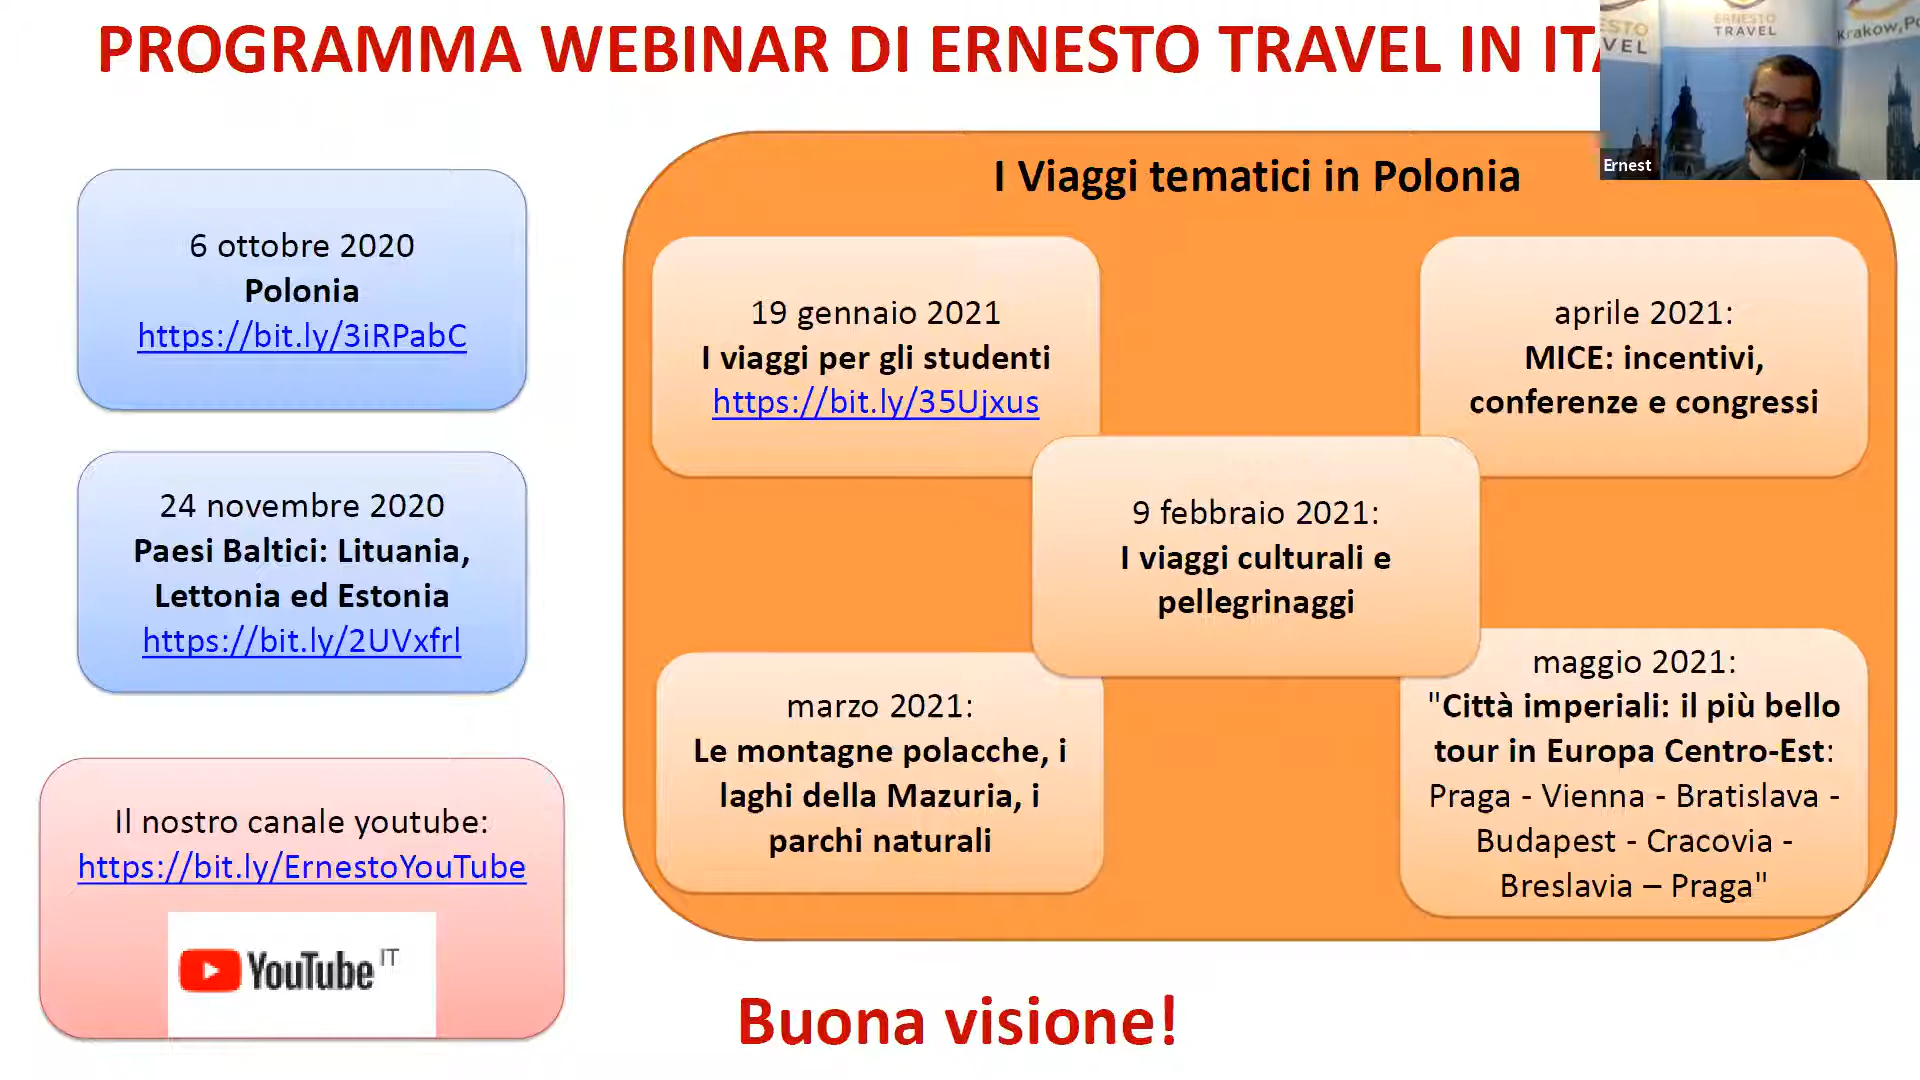 PROGRAMMA WEBINAR DI ERNESTO TRAVEL IN
ERNESTO
TRAVEL
VEL
Krakow,
Ernest
6 ottobre 2020
Polonia
https://bit.ly/3iRPabC
24 novembre 2020
Paesi Baltici: Lituania,
Lettonia ed Estonia
https://bit.ly/2UVxfrl
Il nostro canale youtube:
https://bit.ly/ErnestoYouTube
YouTube IT
I Viaggi tematici in Polonia
19 gennaio 2021
I viaggi per gli studenti
https://bit.ly/35Ujxus
aprile 2021:
MICE: incentivi,
conferenze e congressi
9 febbraio 2021:
I viaggi culturali e
pellegrinaggi
marzo 2021:
Le montagne polacche, i
laghi della Mazuria, i
parchi naturali
maggio 2021:
"Città imperiali: il più bello
tour in Europa Centro-Est:
Praga - Vienna - Bratislava -
Budapest - Cracovia -
Breslavia – Praga"
Buona visione!